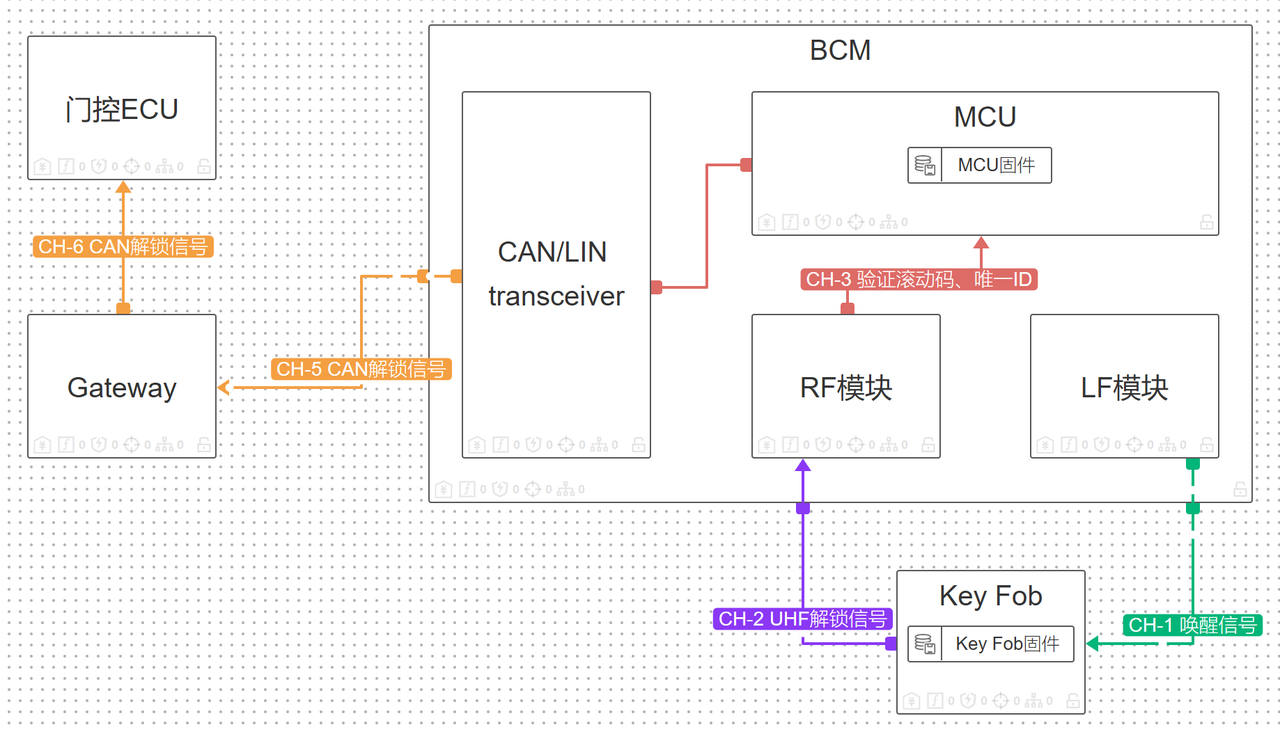 BCM
门控ECU
¥ 0 0 0 0
CH-6 CAN解锁信号
Gateway
¥ 0 0 0 0
CH-5 CAN解锁信号
CAN/LIN
transceiver
¥ 0 0 0 0
MCU
MCU固件
¥ 0 0 0 0
CH-3 验证滚动码、唯一ID
RF模块
¥ 0 0 0 0
LF模块
¥ 0 0 0 0
¥ 0 0 0 0
CH-2 UHF解锁信号
Key Fob
Key Fob固件
¥ 0 0 0 0
CH-1 唤醒信号